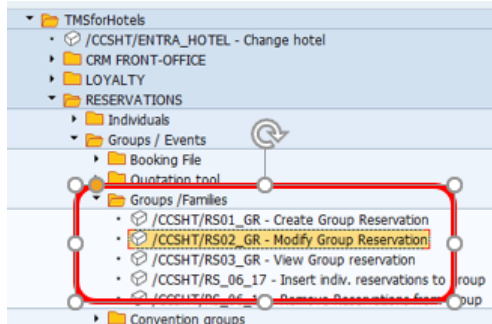 TMSforHotels
/CCSHT/ENTRA_HOTEL - Change hotel
CRM FRONT-OFFICE
LOYALTY
RESERVATIONS
Individuals
Groups / Events
Booking File
Quotation tool
Groups /Families
/CCSHT/RS01_GR - Create Group Reservation
/CCSHT/RS02_GR - Modify Group Reservation
/CCSHT/RS03_GR - View Group reservation
/CCSHT/RS_06_17 - Insert indiv. reservations to group
/CCSHT/RS_06_1 - Remove Reservations from group
Convention groups